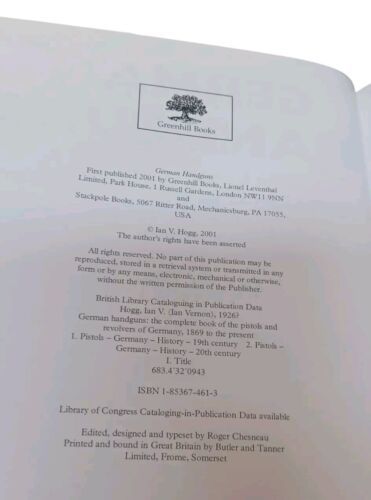 Greenhill Books
German Handguns
First published 2001 by Greenhill Books, Lionel Leventhal
Limited, Park House, 1 Russell Gardens, London NW11 9NN
and
Stackpole Books, 5067 Ritter Road, Mechanicsburg, PA 17055,
USA
© Ian V. Hogg, 2001
The author's rights have been asserted
All rights reserved. No part of this publication may be
reproduced, stored in a retrieval system or transmitted in any
form or by any means, electronic, mechanical or otherwise,
without the written permission of the Publisher.
British Library Cataloguing in Publication Data
Hogg, Ian V. (Ian Vernon), 1926?
German handguns: the complete book of the pistols and
revolvers of Germany, 1869 to the present
1. Pistols – Germany – History – 19th century 2. Pistols –
Germany – History – 20th century
I. Title
683.4'32'0943
ISBN 1-85367-461-3
Library of Congress Cataloging-in-Publication Data available
Edited, designed and typeset by Roger Chesneau
Printed and bound in Great Britain by Butler and Tanner
Limited, Frome, Somerset